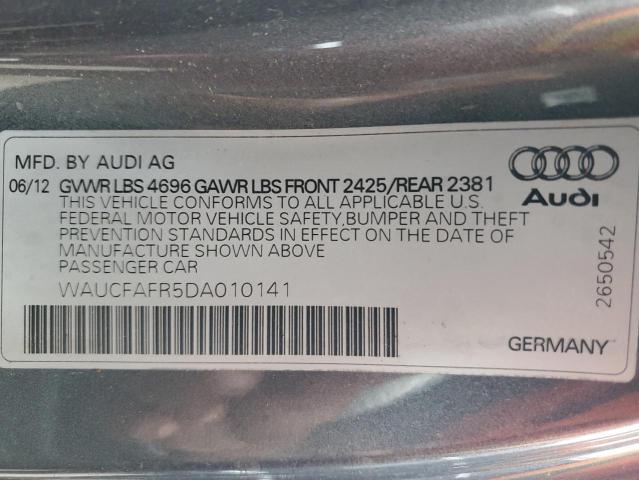 MFD. BY AUDI AG
06/12 GVWR LBS 4696 GAWR LBS FRONT 2425/REAR 2381
THIS VEHICLE CONFORMS TO ALL APPLICABLE U.S.
FEDERAL MOTOR VEHICLE SAFETY,BUMPER AND THEFT
PREVENTION STANDARDS IN EFFECT ON THE DATE OF
MANUFACTURE SHOWN ABOVE
PASSENGER CAR
WAUCFAFR5DA010141
Audi
2650542
GERMANY